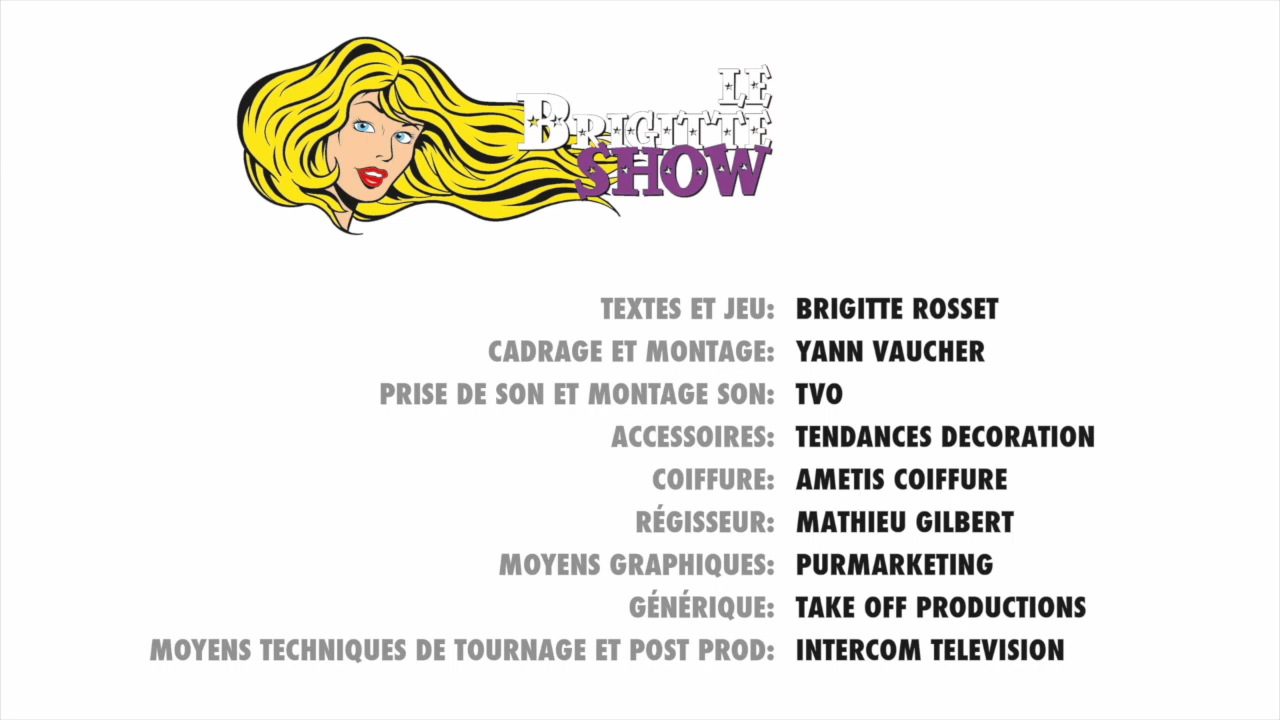 LE
BRIGITTE
SHOW
TEXTES ET JEU: BRIGITTE ROSSET
CADRAGE ET MONTAGE: YANN VAUCHER
PRISE DE SON ET MONTAGE SON: TVO
ACCESSOIRES: TENDANCES DECORATION
COIFFURE: AMETIS COIFFURE
RÉGISSEUR: MATHIEU GILBERT
MOYENS GRAPHIQUES: PURMARKETING
GÉNÉRIQUE: TAKE OFF PRODUCTIONS
MOYENS TECHNIQUES DE TOURNAGE ET POST PROD: INTERCOM TELEVISION